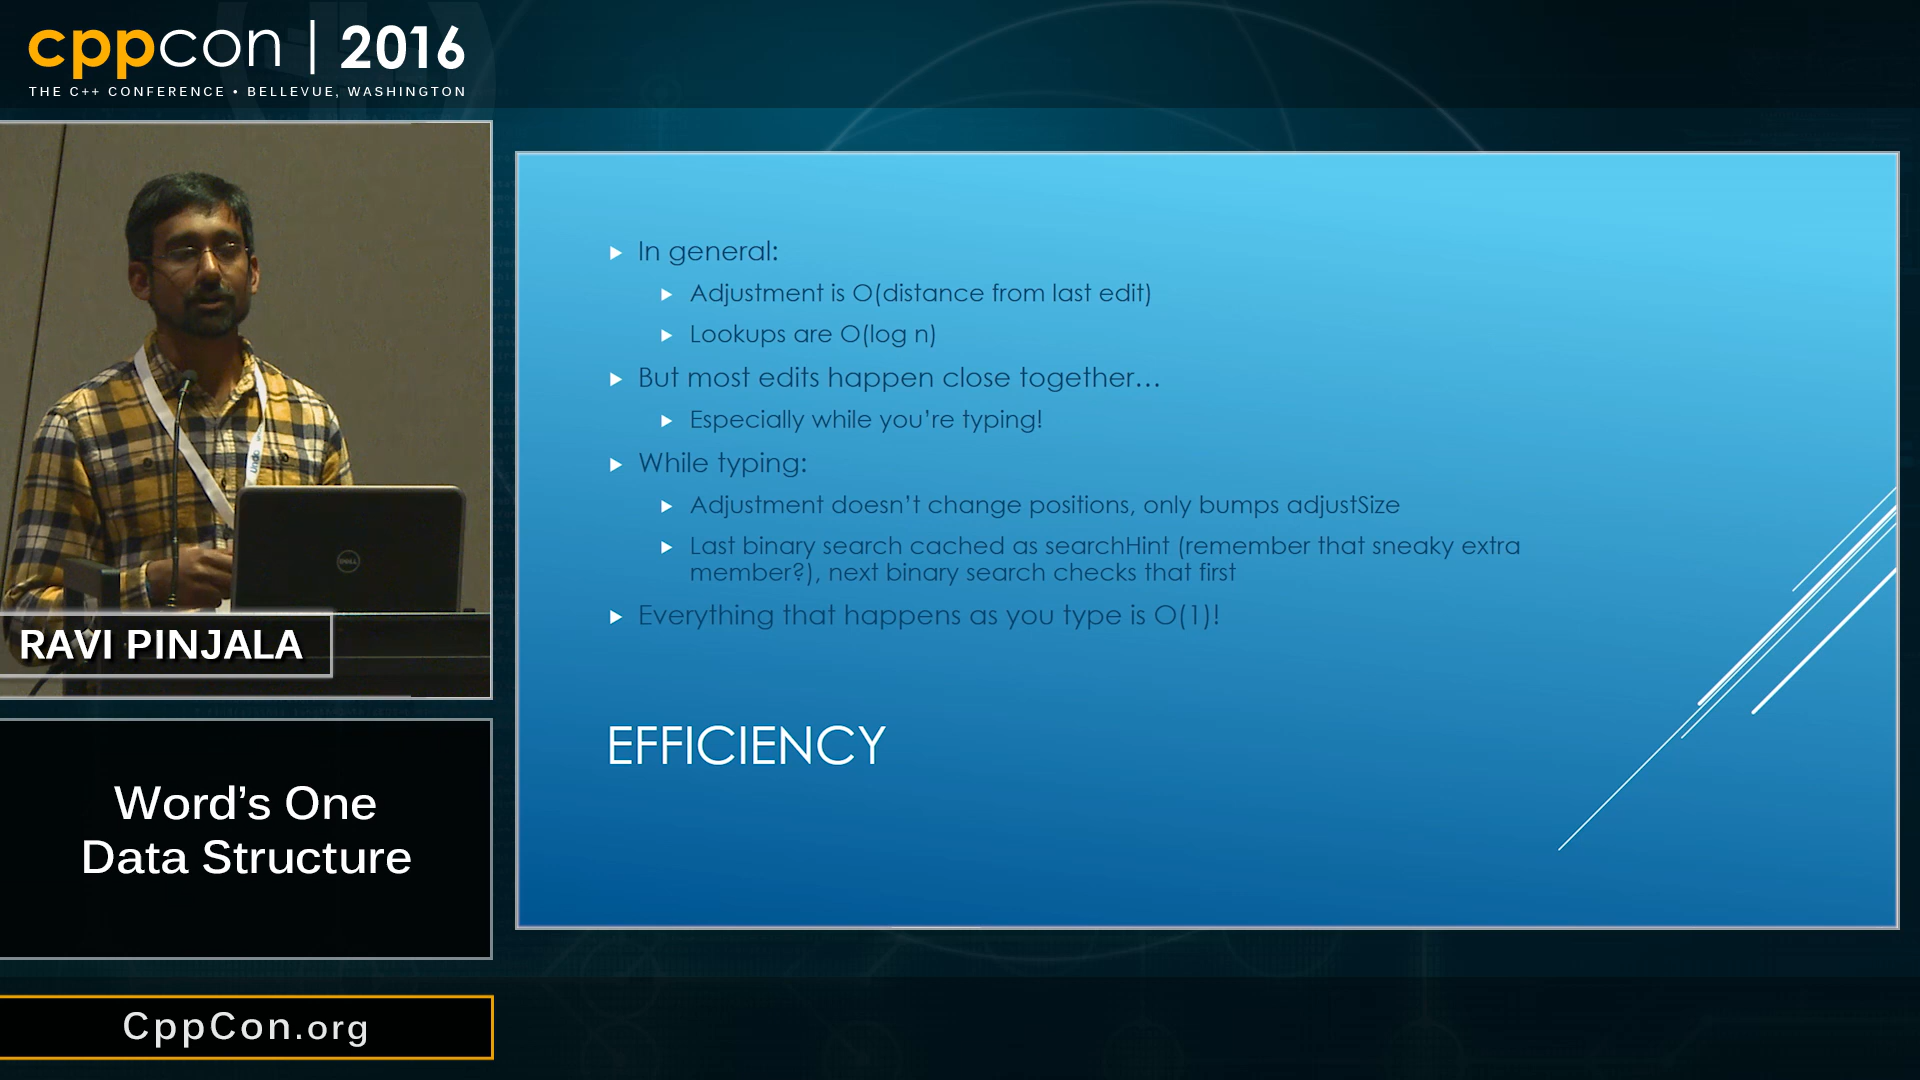 cppcon | 2016
THE C++ CONFERENCE • BELLEVUE, WASHINGTON
DELL
RAVI PINJALA
Word’s One
Data Structure
CppCon.org
In general:
Adjustment is O(distance from last edit)
Lookups are O(log n)
But most edits happen close together…
Especially while you’re typing!
While typing:
Adjustment doesn’t change positions, only bumps adjustSize
Last binary search cached as searchHint (remember that sneaky extra
member?), next binary search checks that first
Everything that happens as you type is O(1)!
EFFICIENCY